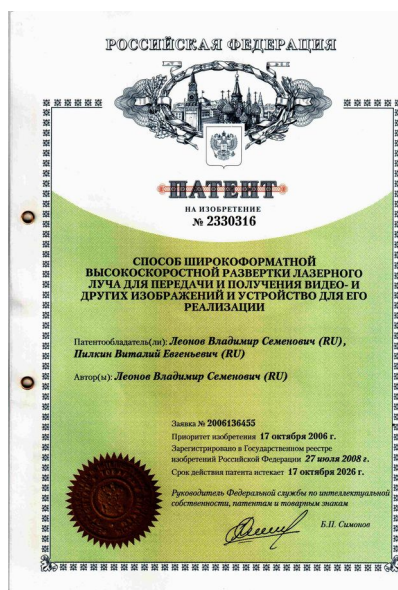 РОССИЙСКАЯ ФЕДЕРАЦИЯ
ПАТЕНТ
НА ИЗОБРЕТЕНИЕ
№ 2330316
СПОСОБ ШИРОКОФОРМАТНОЙ
ВЫСОКОСКОРОСТНОЙ РАЗВЕРТКИ ЛАЗЕРНОГО
ЛУЧА ДЛЯ ПЕРЕДАЧИ И ПОЛУЧЕНИЯ ВИДЕО- И
ДРУГИХ ИЗОБРАЖЕНИЙ И УСТРОЙСТВО ДЛЯ ЕГО
РЕАЛИЗАЦИИ
Патентообладатель(ли): Леонов Владимир Семенович (RU),
Пилкин Виталий Евгеньевич (RU)
Автор(ы): Леонов Владимир Семенович (RU)
Заявка № 2006136455
Приоритет изобретения 17 октября 2006 г.
Зарегистрировано в Государственном реестре
изобретений Российской Федерации 27 июля 2008 г.
Срок действия патента истекает 17 октября 2026 г.
Руководитель Федеральной службы по интеллектуальной
собственности, патентам и товарным знакам
Б.П. Симонов